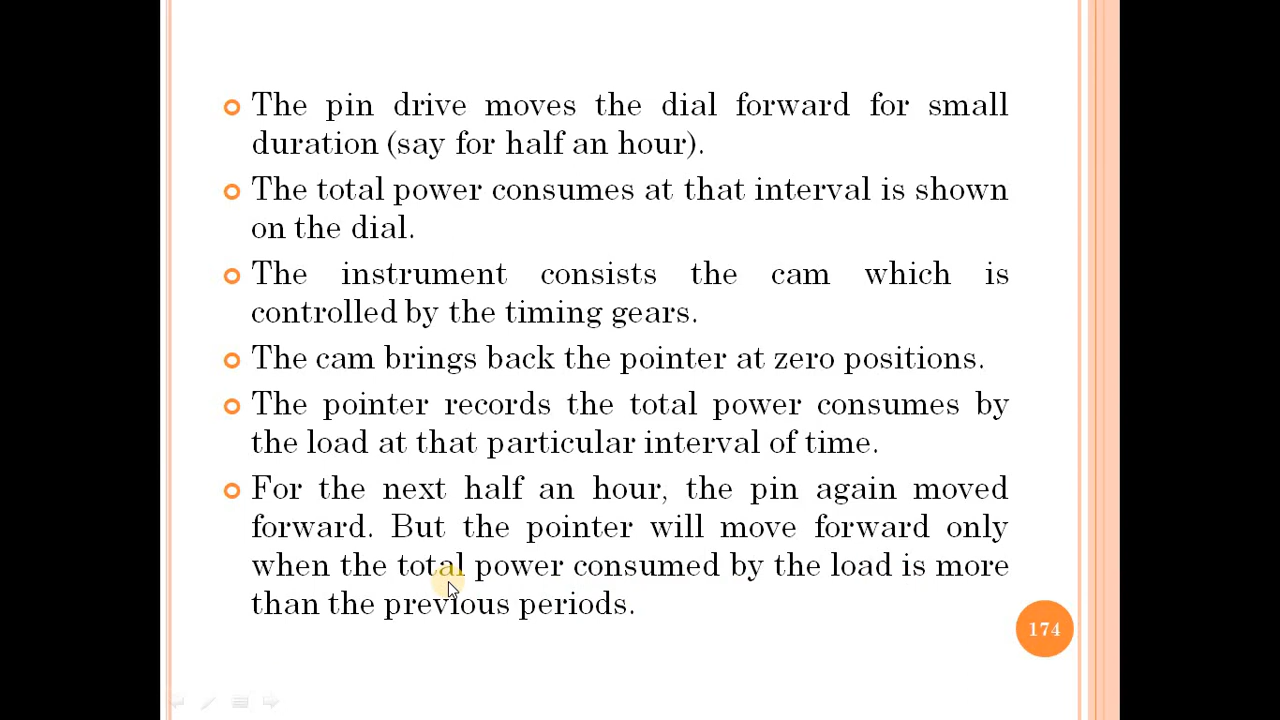 The pin drive moves the dial forward for small
duration (say for half an hour).
The total power consumes at that interval is shown
on the dial.
The instrument consists the cam which is
controlled by the timing gears.
The cam brings back the pointer at zero positions.
The pointer records the total power consumes by
the load at that particular interval of time.
For the next half an hour, the pin again moved
forward. But the pointer will move forward only
when the total power consumed by the load is more
than the previous periods.
174